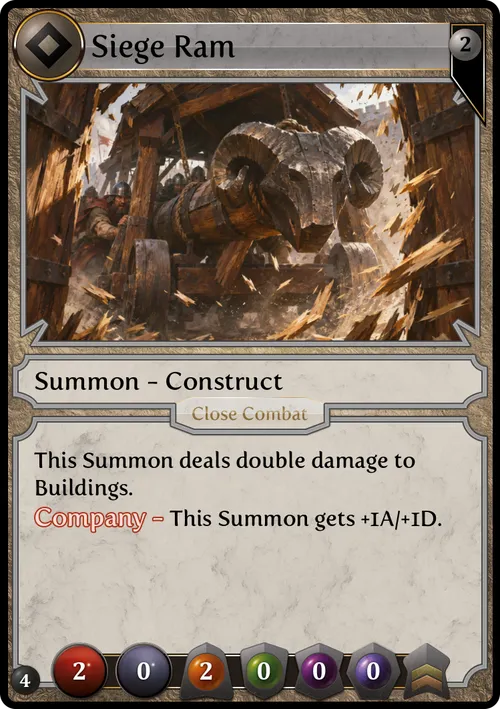 Siege Ram
2
Summon - Construct
Close Combat
This Summon deals double damage to
Buildings.
Company - This Summon gets +1A/+1D.
4
2* 0* 2 0 0 0